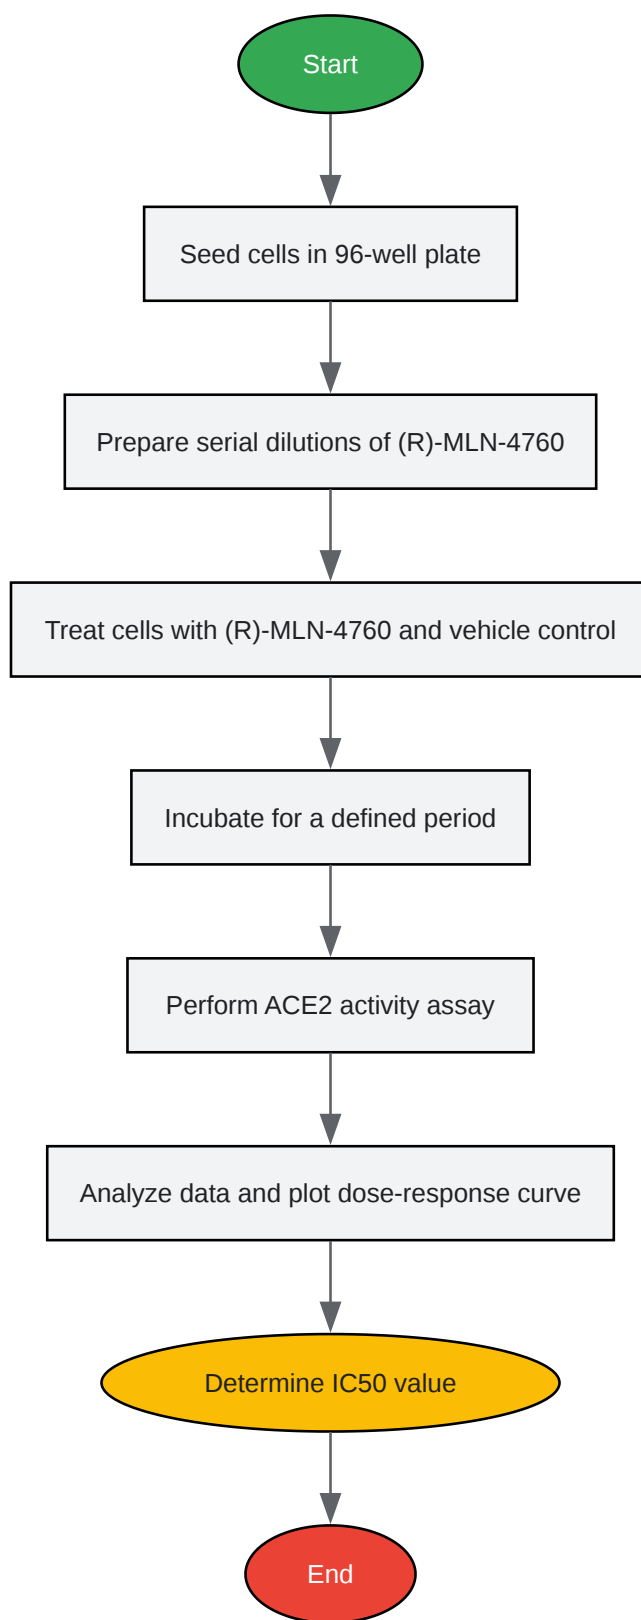 Start
Seed cells in 96-well plate
Prepare serial dilutions of (R)-MLN-4760
Treat cells with (R)-MLN-4760 and vehicle control
Incubate for a defined period
Perform ACE2 activity assay
Analyze data and plot dose-response curve
Determine IC50 value
End